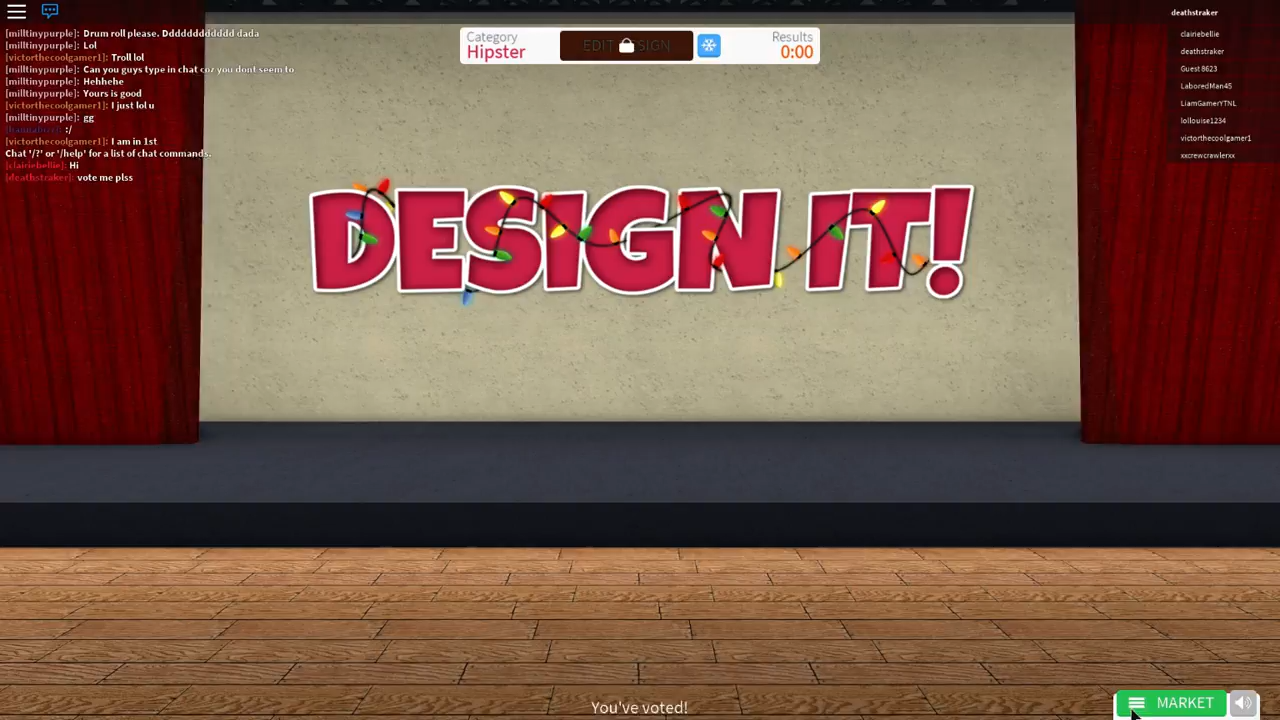 [milltinypurple]: Drum roll please. Ddddddddddd dada
[milltinypurple]: Lol
[victorthecoolgamer1]: Troll lol
[milltinypurple]: Can you guys type in chat coz you dont seem to
[milltinypurple]: Hehhehe
[milltinypurple]: Yours is good
[victorthecoolgamer1]: I just lol u
[milltinypurple]: gg
:/
[victorthecoolgamer1]: I am in 1st
Chat '/?' or '/help' for a list of chat commands.
[clairiebellie]: Hi
[deathstraker]: vote me plss
Category
Hipster
EDIT DESIGN
Results
0:00
deathstraker
clairiebellie
deathstraker
Guest 8623
LaboredMan45
LiamGamerYTNL
lollouise1234
victorthecoolgamer1
xxcrewcrawlerxx
DESIGN IT!
You've voted!
MARKET